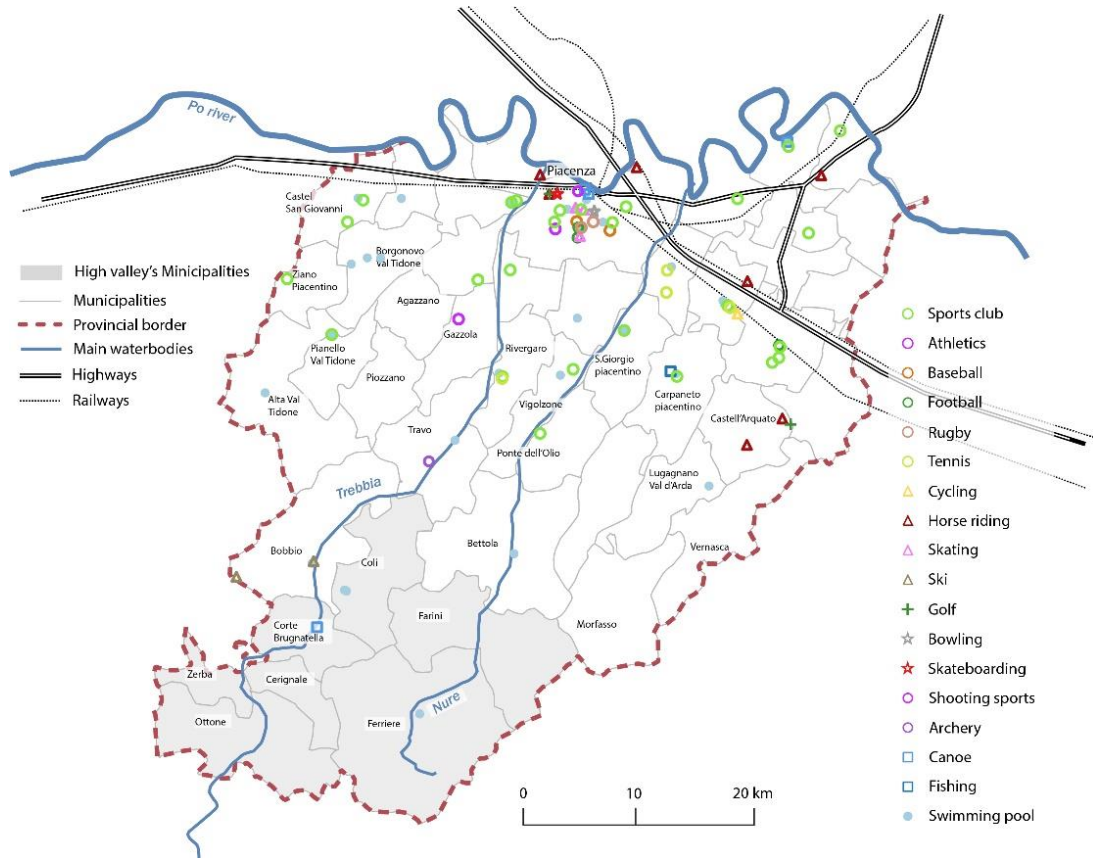 Po river
Piacenza
Castel
San Giovanni
Borgonovo
Val Tidone
Ziano
Piacentino
Agazzano
Gazzola
Pianello
Val Tidone
Rivergaro
S.Giorgio
piacentino
Piozzano
Alta Val
Tidone
Vigolzone
Carpaneto
piacentino
Travo
Castell'Arquato
Ponte dell'Olio
Lugagnano
Val d'Arda
Trebbia
Bettola
Vernasca
Bobbio
Coli
Farini
Morfasso
Corte
Brugnatella
Zerba
Cerignale
Ottone
Ferriere
Nure
High valley's Minicipalities
Municipalities
Provincial border
Main waterbodies
Highways
Railways
Sports club
Athletics
Baseball
Football
Rugby
Tennis
Cycling
Horse riding
Skating
Ski
Golf
Bowling
Skateboarding
Shooting sports
Archery
Canoe
Fishing
Swimming pool
0 10 20 km